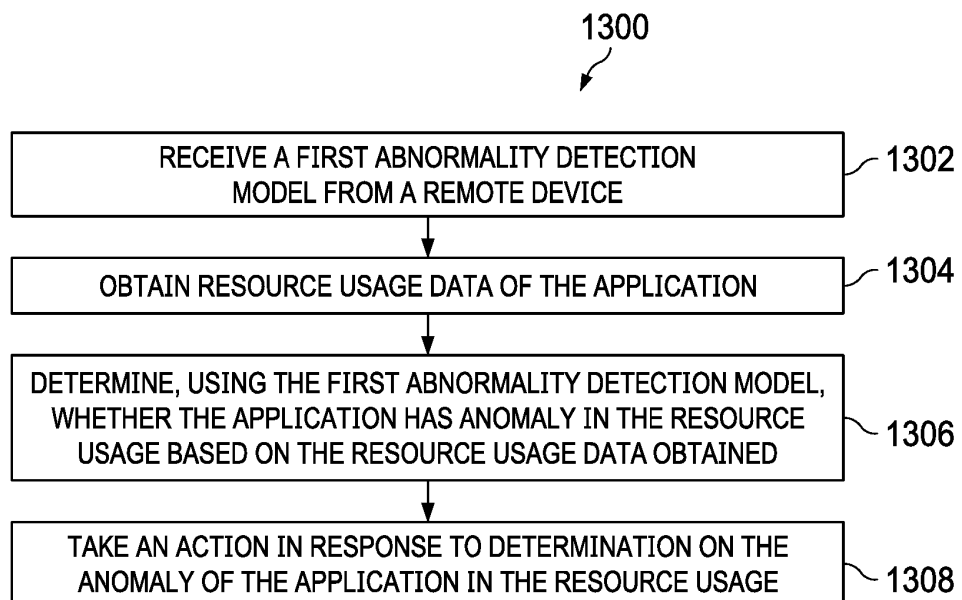 1300
RECEIVE A FIRST ABNORMALITY DETECTION
MODEL FROM A REMOTE DEVICE
1302
OBTAIN RESOURCE USAGE DATA OF THE APPLICATION
1304
DETERMINE, USING THE FIRST ABNORMALITY DETECTION MODEL,
WHETHER THE APPLICATION HAS ANOMALY IN THE RESOURCE
USAGE BASED ON THE RESOURCE USAGE DATA OBTAINED
1306
TAKE AN ACTION IN RESPONSE TO DETERMINATION ON THE
ANOMALY OF THE APPLICATION IN THE RESOURCE USAGE
1308